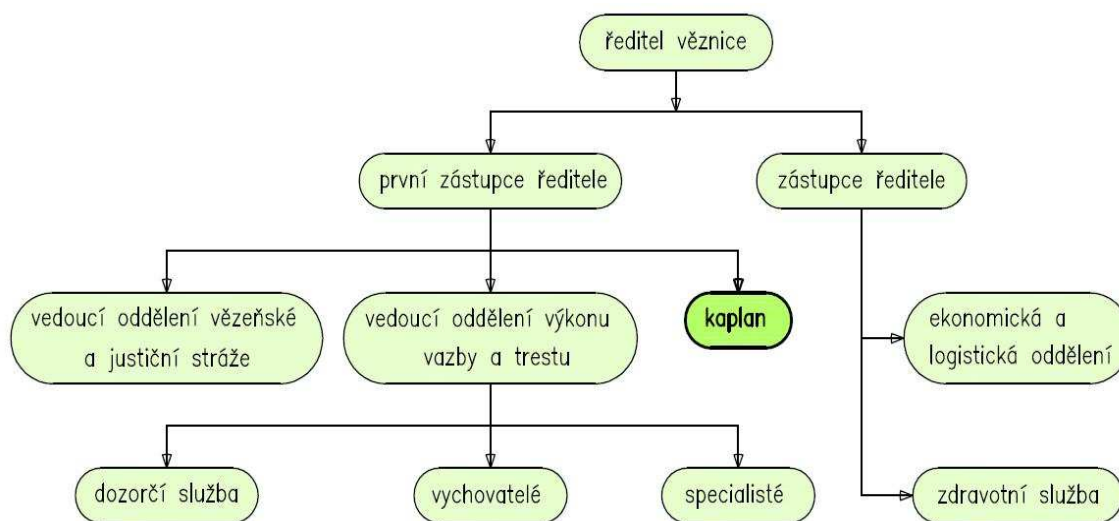 ředitel věznice
první zástupce ředitele
zástupce ředitele
vedoucí oddělení vězeňské
a justiční stráže
vedoucí oddělení výkonu
vazby a trestu
kaplan
ekonomická a
logistická oddělení
dozorčí služba
vychovatelé
specialisté
zdravotní služba